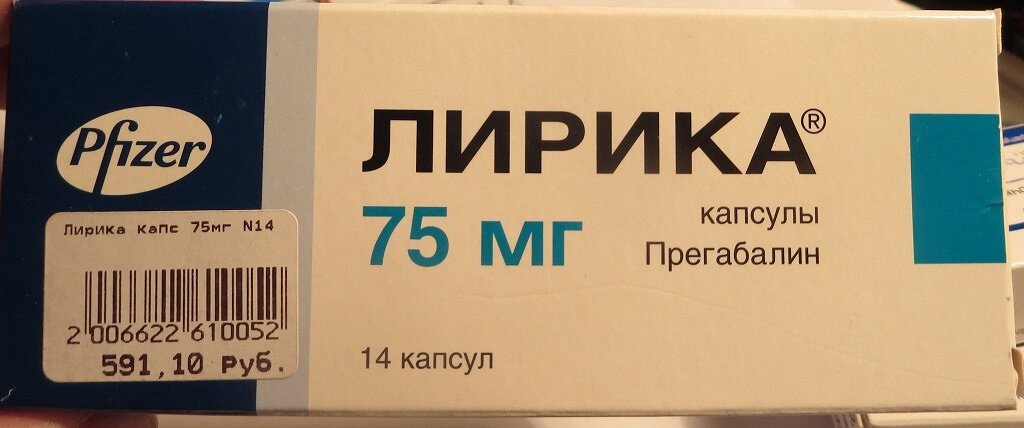 Pfizer
Лирика капс 75мг N14
2 006622 610052
591,10 Руб.
ЛИРИКА®
75 мг
капсулы
Прегабалин
14 капсул